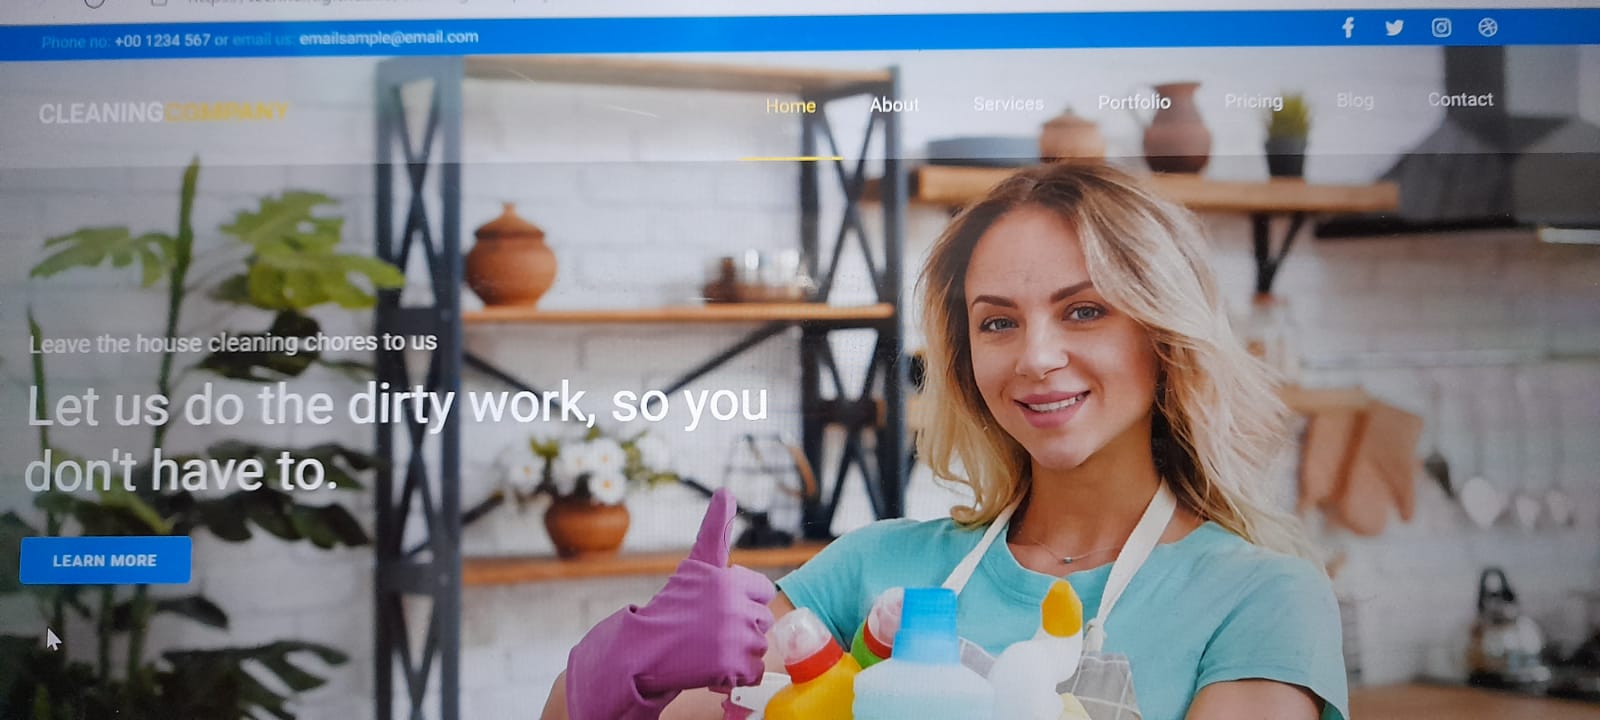 Phone no: +00 1234 567 or email us: emailsample@email.com
CLEANINGCOMPANY
Home About Services Portfolio Pricing Blog Contact
Leave the house cleaning chores to us
Let us do the dirty work, so you
don't have to.
LEARN MORE